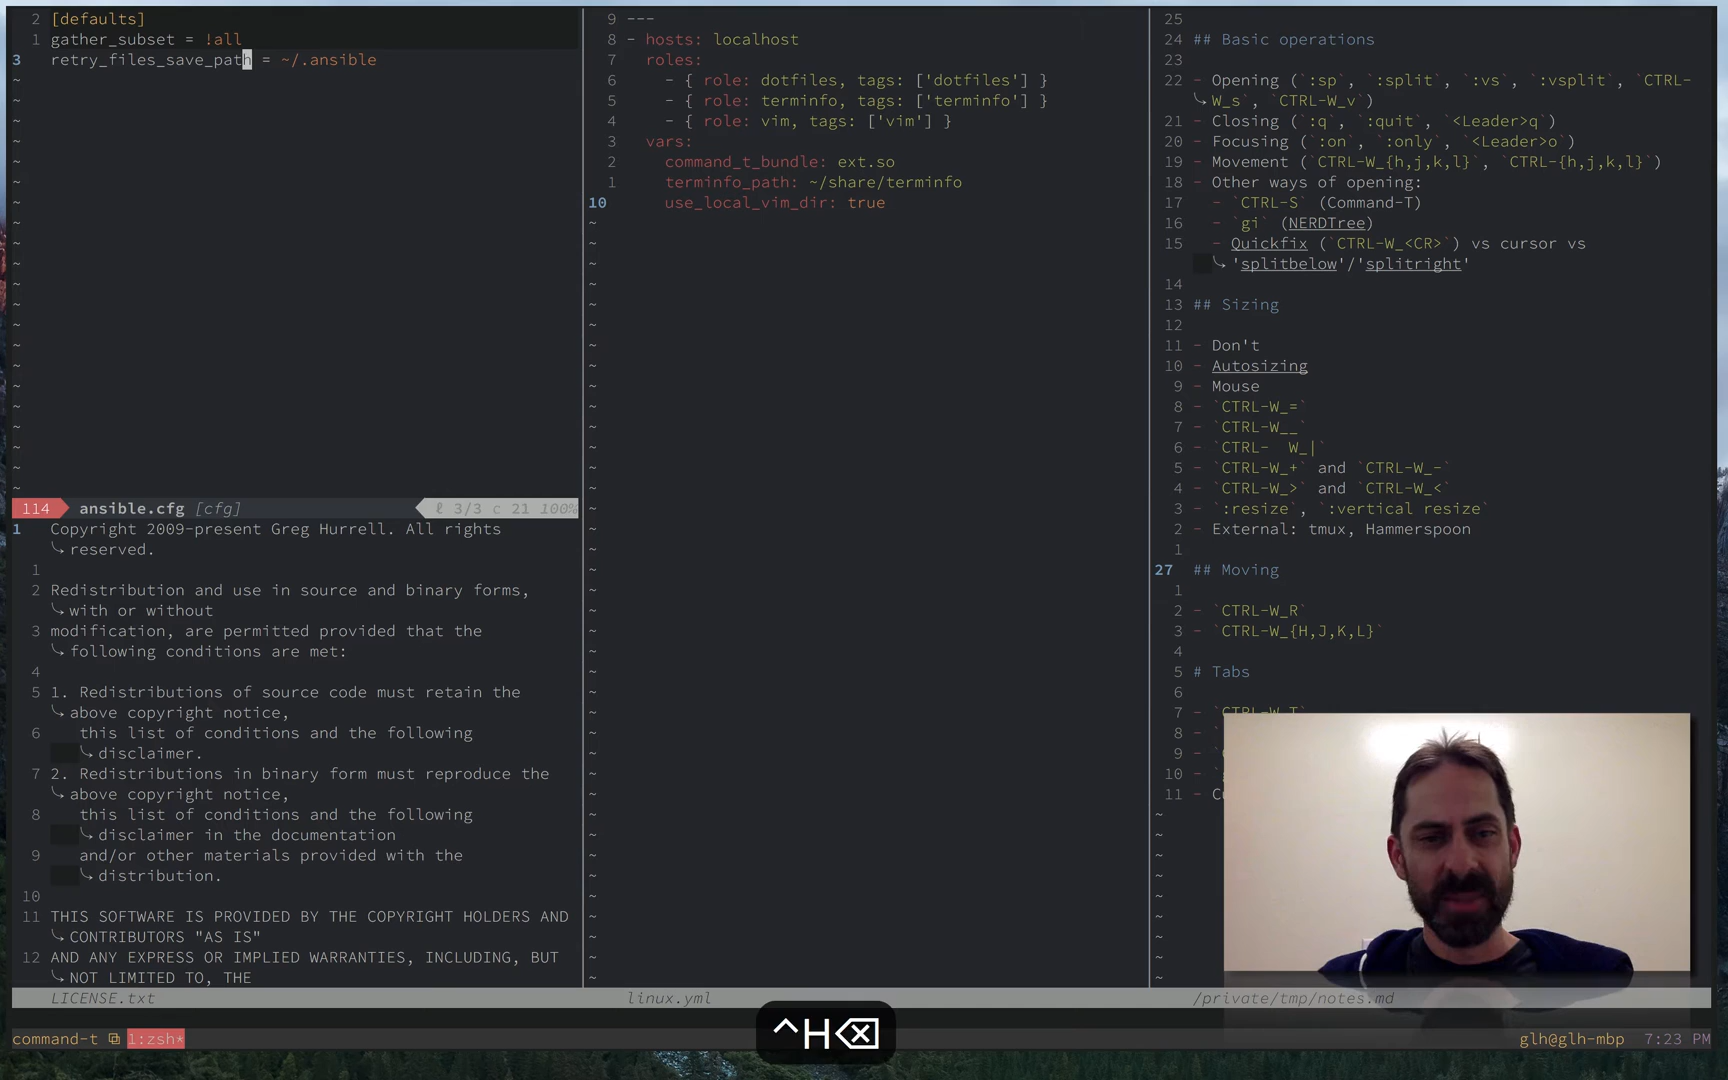 2 [defaults]
1 gather_subset = !all
3 retry_files_save_path = ~/.ansible
114 ansible.cfg [cfg] ℓ 3/3 c 21 100%
1 Copyright 2009-present Greg Hurrell. All rights
reserved.
1
2 Redistribution and use in source and binary forms,
with or without
3 modification, are permitted provided that the
following conditions are met:
4
5 1. Redistributions of source code must retain the
above copyright notice,
6 this list of conditions and the following
disclaimer.
7 2. Redistributions in binary form must reproduce the
above copyright notice,
8 this list of conditions and the following
disclaimer in the documentation
9 and/or other materials provided with the
distribution.
10
11 THIS SOFTWARE IS PROVIDED BY THE COPYRIGHT HOLDERS AND
CONTRIBUTORS "AS IS"
12 AND ANY EXPRESS OR IMPLIED WARRANTIES, INCLUDING, BUT
NOT LIMITED TO, THE
LICENSE.txt
9 ---
8 - hosts: localhost
7 roles:
6 - { role: dotfiles, tags: ['dotfiles'] }
5 - { role: terminfo, tags: ['terminfo'] }
4 - { role: vim, tags: ['vim'] }
3 vars:
2 command_t_bundle: ext.so
1 terminfo_path: ~/share/terminfo
10 use_local_vim_dir: true
linux.yml
25
24 ## Basic operations
23
22 - Opening (`:sp`, `:split`, `:vs`, `:vsplit`, `CTRL-
W_s`, `CTRL-W_v`)
21 - Closing (`:q`, `:quit`, `<Leader>q`)
20 - Focusing (`:on`, `:only`, `<Leader>o`)
19 - Movement (`CTRL-W_{h,j,k,l}`, `CTRL-{h,j,k,l}`)
18 - Other ways of opening:
17 - `CTRL-S` (Command-T)
16 - `gi` (NERDTree)
15 - Quickfix (`CTRL-W_<CR>`) vs cursor vs
'splitbelow'/'splitright'
14
13 ## Sizing
12
11 - Don't
10 - Autosizing
9 - Mouse
8 - `CTRL-W_=`
7 - `CTRL-W__`
6 - `CTRL-  W_|`
5 - `CTRL-W_+` and `CTRL-W_-`
4 - `CTRL-W_>` and `CTRL-W_<`
3 - `:resize`, `:vertical resize`
2 - External: tmux, Hammerspoon
1
27 ## Moving
1
2 - `CTRL-W_R`
3 - `CTRL-W_{H,J,K,L}`
4
5 # Tabs
6
7 - `CTRL-W_T`
8 -
9 -
10 -
11 -
/private/tmp/notes.md
^H⌫
command-t 1:zsh*
glh@glh-mbp 7:23 PM